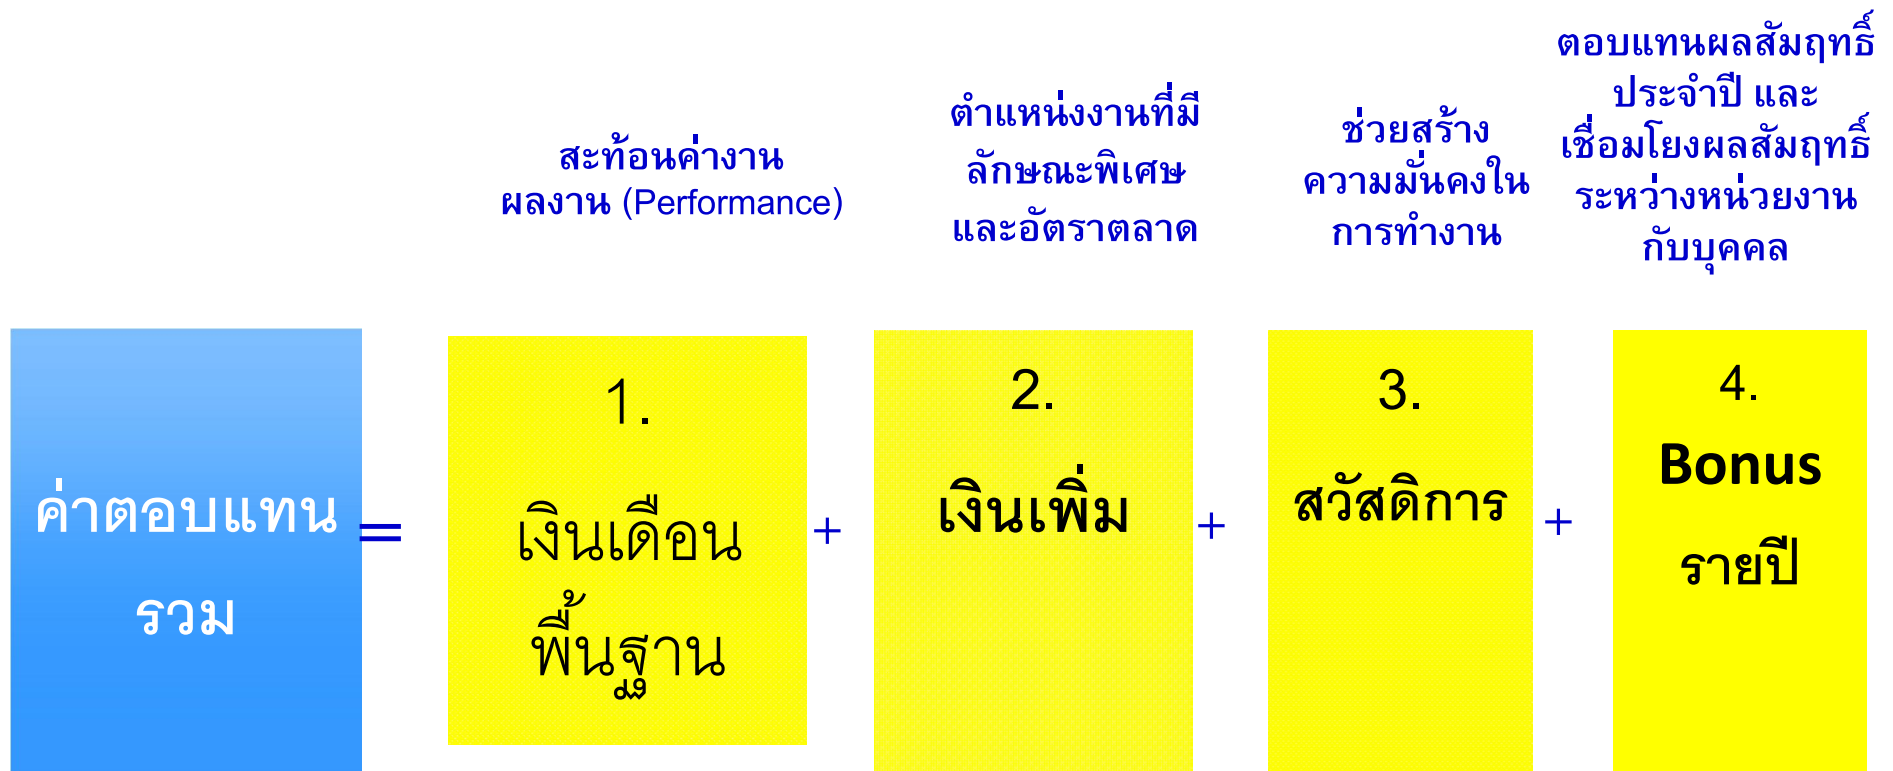 สะท้อนค่างาน
ผลงาน (Performance)
ตำแหน่งงานที่มี
ลักษณะพิเศษ
และอัตราตลาด
ช่วยสร้าง
ความมั่นคงใน
การทำงาน
ตอบแทนผลสัมฤทธิ์
ประจำปี และ
เชื่อมโยงผลสัมฤทธิ์
ระหว่างหน่วยงาน
กับบุคคล
ค่าตอบแทน
รวม
=
1.
เงินเดือน
พื้นฐาน
+
2.
เงินเพิ่ม
+
3.
สวัสดิการ
+
4.
Bonus
รายปี